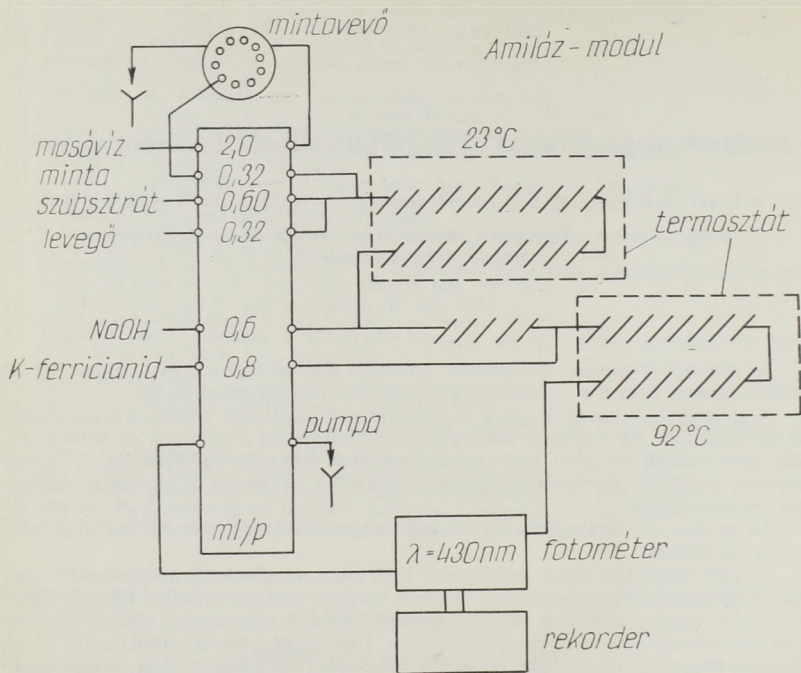 mintavevő
Amiláz-modul
23°C
mosóvíz 2,0
minta 0,32
szubsztrát 0,60
levegő 0,32
termosztát
NaOH 0,6
K-ferricianid 0,8
pumpa
92°C
ml/p
λ=430nm fotométer
rekorder